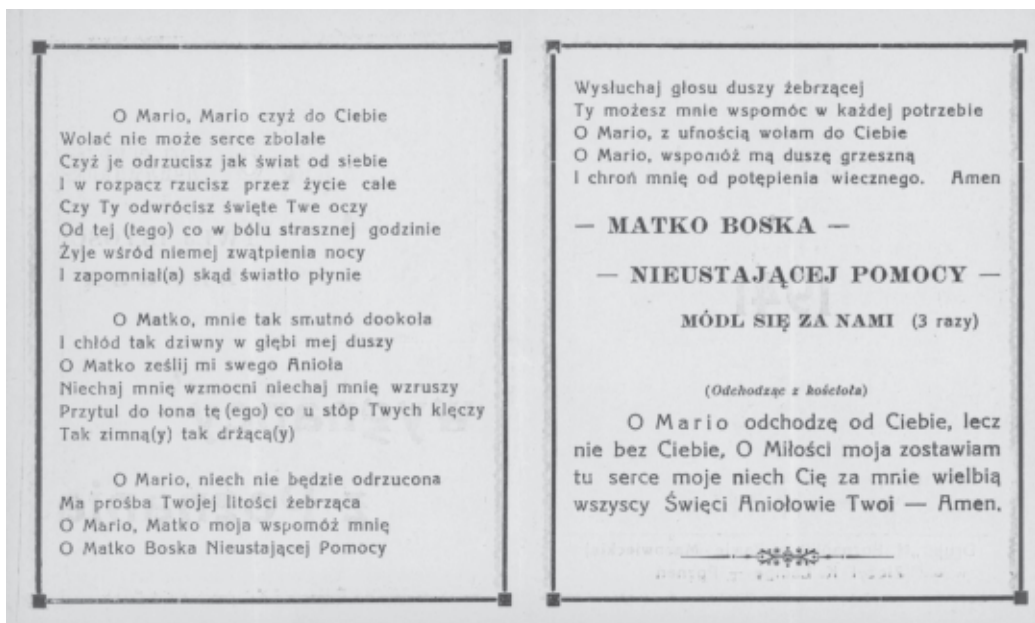 O Mario, Mario czyż do Ciebie
Wołać nie może serce zbolałe
Czyż je odrzucisz jak świat od siebie
I w rozpacz rzucisz przez życie całe
Czy Ty odwrócisz święte Twe oczy
Od tej (tego) co w bólu strasznej godzinie
Żyje wśród niemej zwątpienia nocy
I zapomniał(a) skąd światło płynie
O Matko, mnie tak smutnó dookoła
I chłód tak dziwny w głębi mej duszy
O Matko ześlij mi swego Anioła
Niechaj mnię wzmocni niechaj mnię wzruszy
Przytul do łona tę (ego) co u stóp Twych klęczy
Tak zimną(y) tak drżącą(y)
O Mario, niech nie będzie odrzucona
Ma prośba Twojej litości żebrząca
O Mario, Matko moja wspomóż mnię
O Matko Boska Nieustającej Pomocy
Wysłuchaj głosu duszy żebrzącej
Ty możesz mnie wspomóc w każdej potrzebie
O Mario, z ufnością wołam do Ciebie
O Mario, wspomóż mą duszę grzeszną
I chroń mnię od potępienia wiecznego. Amen
— MATKO BOSKA —
— NIEUSTAJĄCEJ POMOCY —
MÓDL SIĘ ZA NAMI (3 razy)
(Odchodząc z kościoła)
O Mario odchodzę od Ciebie, lecz
nie bez Ciebie, O Miłości moja zostawiam
tu serce moje niech Cię za mnie wielbią
wszyscy Święci Aniołowie Twoi — Amen.